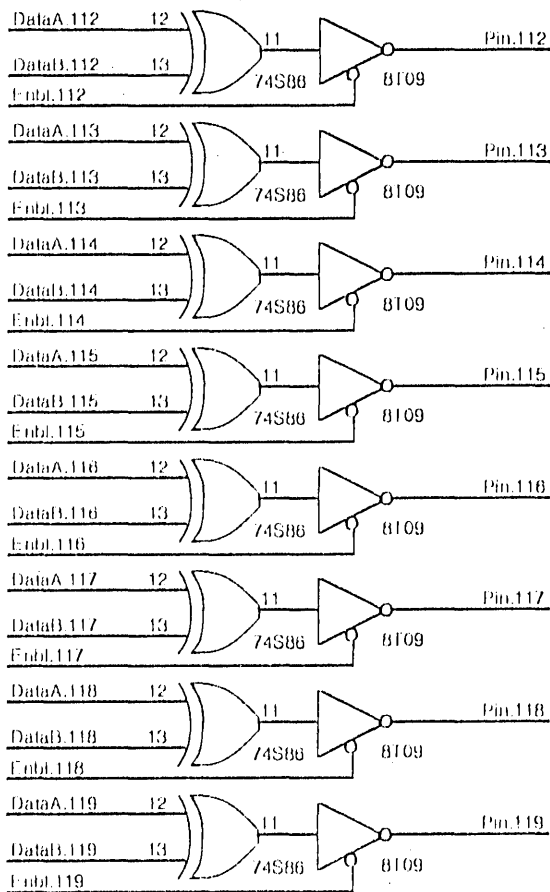 DataA.112 12 11 Pin.112
DataB.112 13 74S86 8T09
Enbl.112
DataA.113 12 11 Pin.113
DataB.113 13 74S86 8T09
Enbl.113
DataA.114 12 11 Pin.114
DataB.114 13 74S86 8T09
Enbl.114
DataA.115 12 11 Pin.115
DataB.115 13 74S86 8T09
Enbl.115
DataA.116 12 11 Pin.116
DataB.116 13 74S86 8T09
Enbl.116
DataA.117 12 11 Pin.117
DataB.117 13 74S86 8T09
Enbl.117
DataA.118 12 11 Pin.118
DataB.118 13 74S86 8T09
Enbl.118
DataA.119 12 11 Pin.119
DataB.119 13 74S86 8T09
Enbl.119